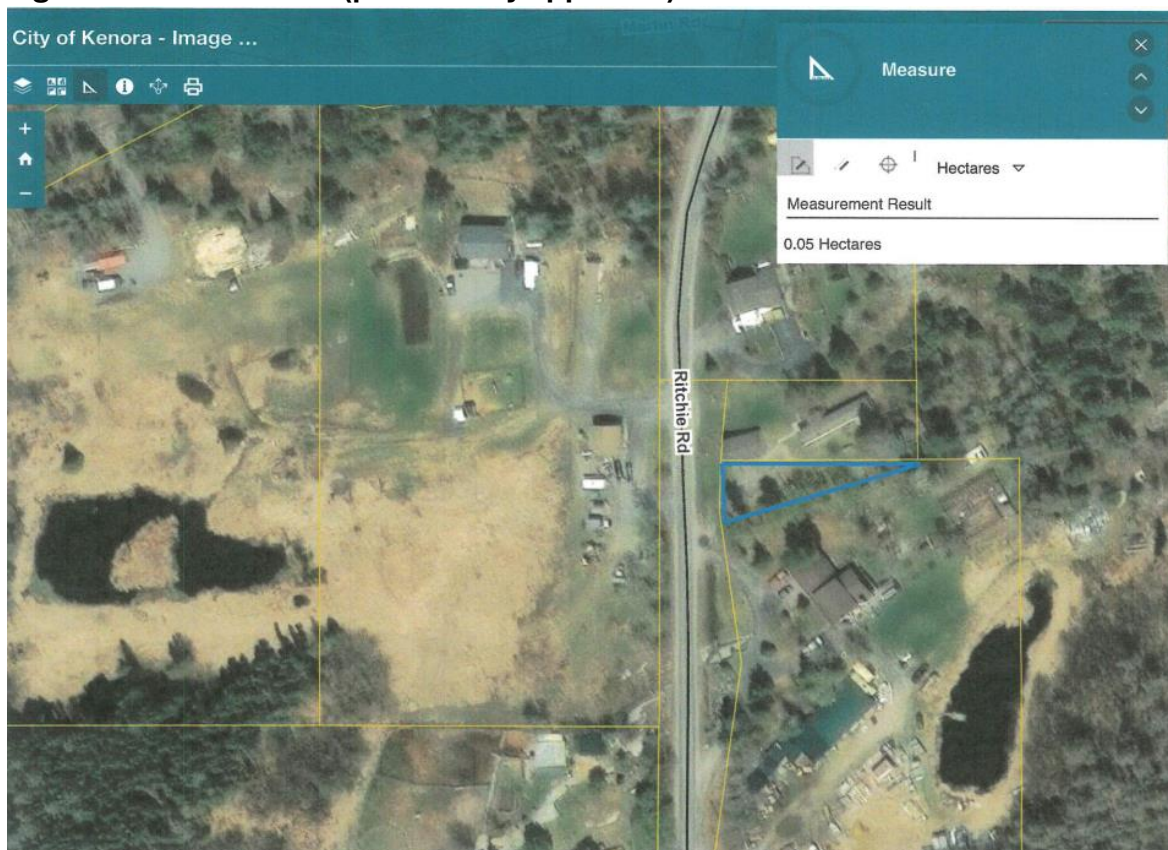 City of Kenora - Image ...
Measure
Hectares
Measurement Result
0.05 Hectares
Ritchie Rd